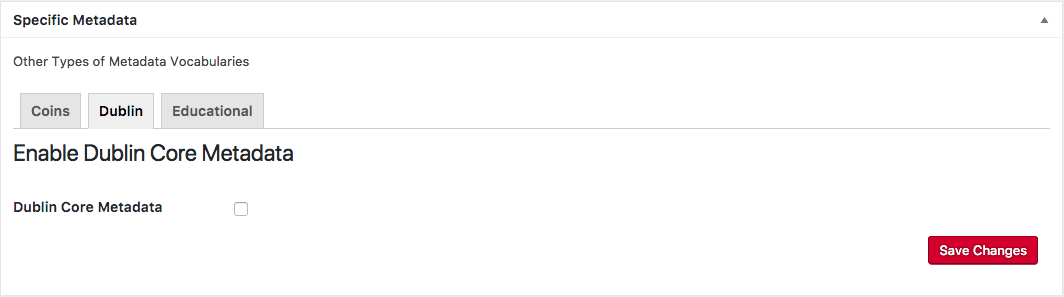 Specific Metadata
Other Types of Metadata Vocabularies
Coins Dublin Educational
Enable Dublin Core Metadata
Dublin Core Metadata
Save Changes